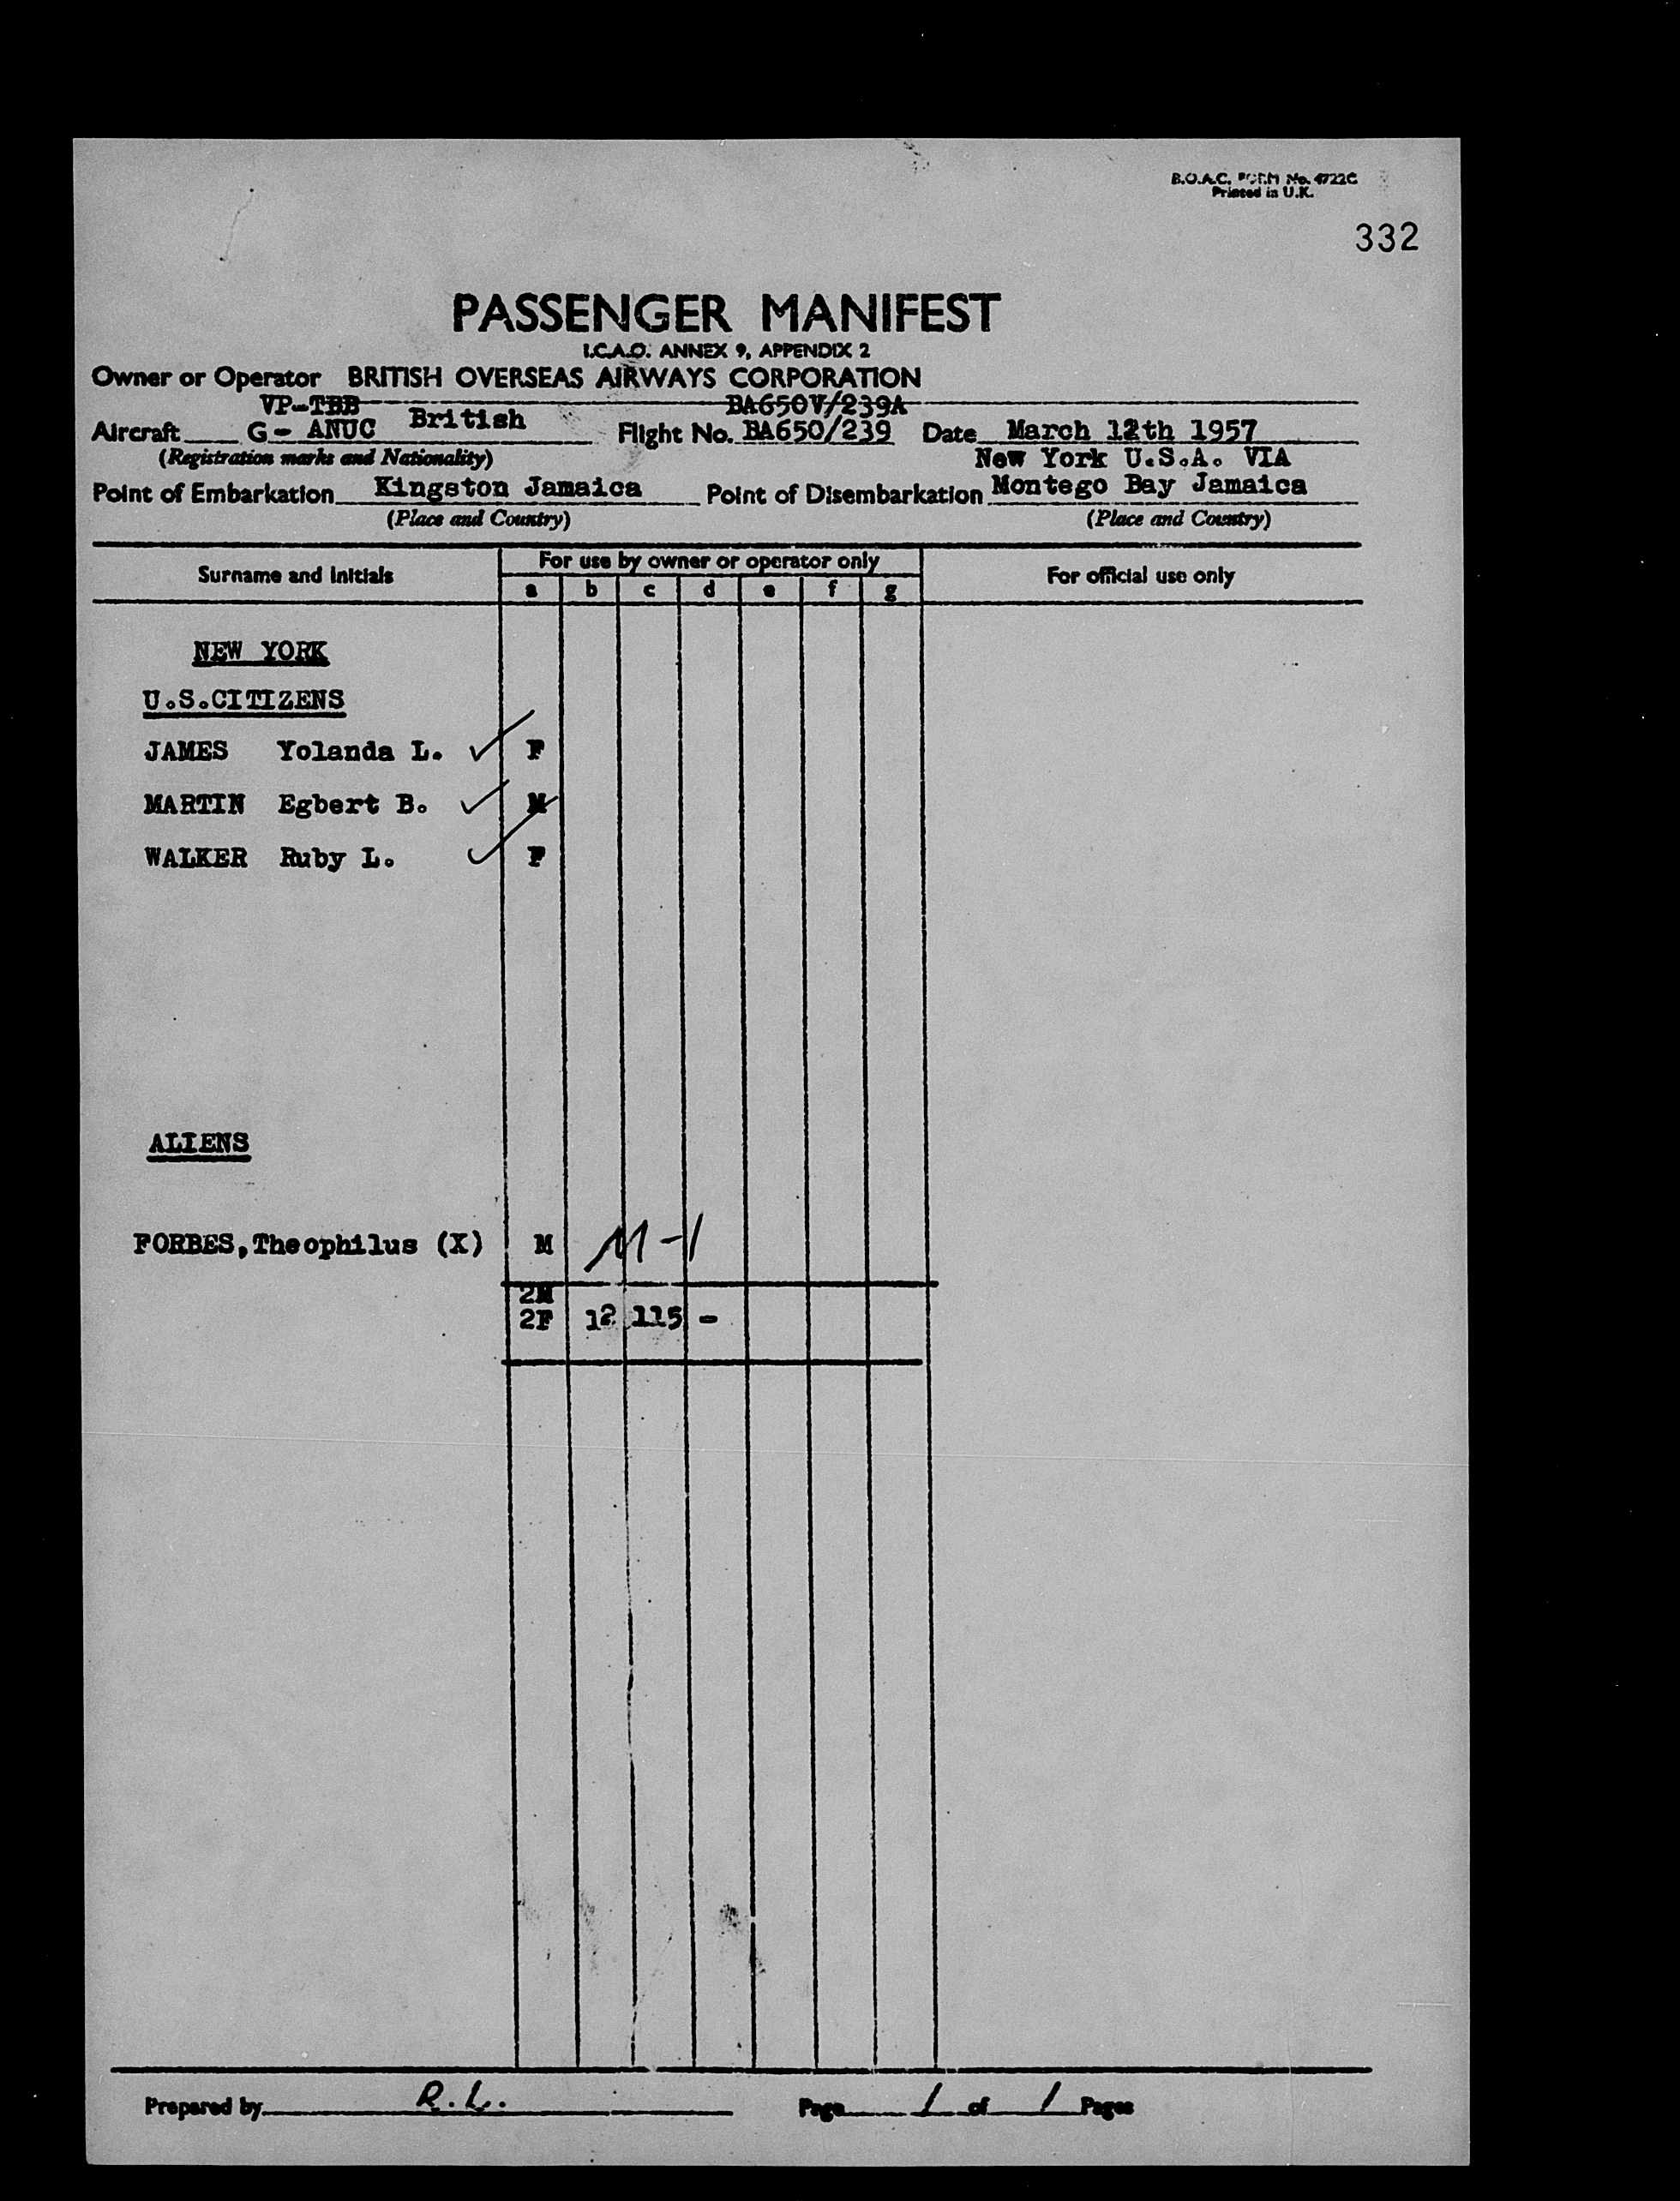 B.O.A.C. FORM No. 4722C
Printed in U.K.
332
PASSENGER MANIFEST
I.C.A.O. ANNEX 9, APPENDIX 2
Owner or Operator BRITISH OVERSEAS AIRWAYS CORPORATION
VP-TBB BA650V/239A
Aircraft G- ANUC British Flight No. BA650/239 Date March 12th 1957
(Registration marks and Nationality) New York U.S.A. VIA
Point of Embarkation Kingston Jamaica Point of Disembarkation Montego Bay Jamaica
(Place and Country) (Place and Country)
Surname and Initials For use by owner or operator only For official use only
a b c d e f g
NEW YORK
U.S.CITIZENS
JAMES Yolanda L. ✓ F
MARTIN Egbert B. ✓ M
WALKER Ruby L. ✓ F
ALIENS
FORBES,Theophilus (X) M M-1
2M
2F 12 115 -
Prepared by R.L. Page 1 of 1 Pages